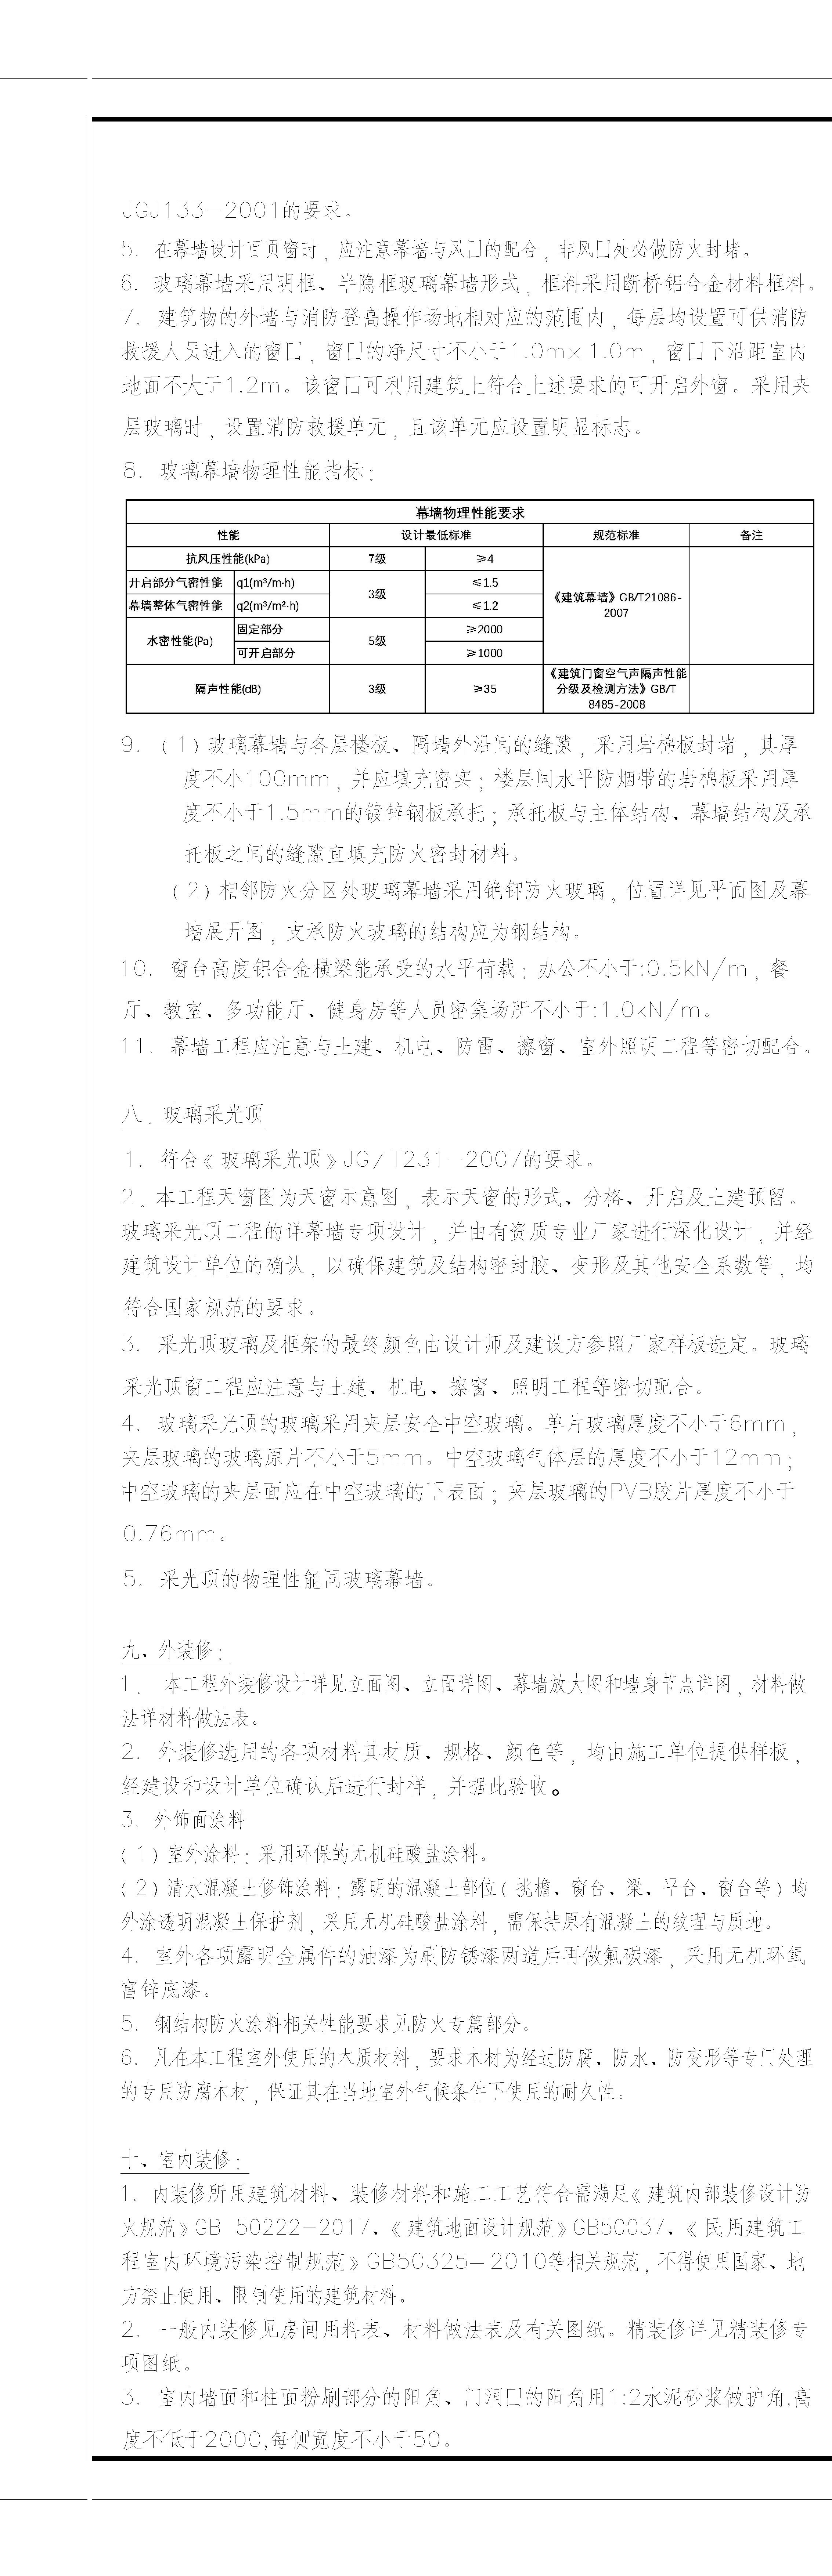 JGJ133-2001的要求。
5. 在幕墙设计百页窗时，应注意幕墙与风口的配合，非风口处必做防火封堵。
6. 玻璃幕墙采用明框、半隐框玻璃幕墙形式，框料采用断桥铝合金材料框料。
7. 建筑物的外墙与消防登高操作场地相对应的范围内，每层均设置可供消防
救援人员进入的窗口，窗口的净尺寸不小于1.0m×1.0m，窗口下沿距室内
地面不大于1.2m。该窗口可利用建筑上符合上述要求的可开启外窗。采用夹
层玻璃时，设置消防救援单元，且该单元应设置明显标志。
8. 玻璃幕墙物理性能指标：
幕墙物理性能要求
性能 设计最低标准 规范标准 备注
抗风压性能(kPa) 7级 ≥4
开启部分气密性能 q1(m³/m·h) 3级 ≤1.5
幕墙整体气密性能 q2(m³/m²·h) ≤1.2
《建筑幕墙》GB/T21086-
2007
水密性能(Pa) 固定部分 5级 ≥2000
可开启部分 ≥1000
隔声性能(dB) 3级 ≥35
《建筑门窗空气声隔声性能
分级及检测方法》GB/T
8485-2008
9.（1）玻璃幕墙与各层楼板、隔墙外沿间的缝隙，采用岩棉板封堵，其厚
度不小100mm，并应填充密实；楼层间水平防烟带的岩棉板采用厚
度不小于1.5mm的镀锌钢板承托；承托板与主体结构、幕墙结构及承
托板之间的缝隙宜填充防火密封材料。
（2）相邻防火分区处玻璃幕墙采用铯钾防火玻璃，位置详见平面图及幕
墙展开图，支承防火玻璃的结构应为钢结构。
10. 窗台高度铝合金横梁能承受的水平荷载：办公不小于:0.5kN/m，餐
厅、教室、多功能厅、健身房等人员密集场所不小于:1.0kN/m。
11. 幕墙工程应注意与土建、机电、防雷、擦窗、室外照明工程等密切配合。
八．玻璃采光顶
1. 符合《玻璃采光顶》JG/T231-2007的要求。
2．本工程天窗图为天窗示意图，表示天窗的形式、分格、开启及土建预留。
玻璃采光顶工程的详幕墙专项设计，并由有资质专业厂家进行深化设计，并经
建筑设计单位的确认，以确保建筑及结构密封胶、变形及其他安全系数等，均
符合国家规范的要求。
3. 采光顶玻璃及框架的最终颜色由设计师及建设方参照厂家样板选定。玻璃
采光顶窗工程应注意与土建、机电、擦窗、照明工程等密切配合。
4. 玻璃采光顶的玻璃采用夹层安全中空玻璃。单片玻璃厚度不小于6mm，
夹层玻璃的玻璃原片不小于5mm。中空玻璃气体层的厚度不小于12mm；
中空玻璃的夹层面应在中空玻璃的下表面；夹层玻璃的PVB胶片厚度不小于
0.76mm。
5. 采光顶的物理性能同玻璃幕墙。
九、外装修：
1． 本工程外装修设计详见立面图、立面详图、幕墙放大图和墙身节点详图，材料做
法详材料做法表。
2. 外装修选用的各项材料其材质、规格、颜色等，均由施工单位提供样板，
经建设和设计单位确认后进行封样，并据此验收。
3. 外饰面涂料
（1）室外涂料：采用环保的无机硅酸盐涂料。
（2）清水混凝土修饰涂料：露明的混凝土部位（挑檐、窗台、梁、平台、窗台等）均
外涂透明混凝土保护剂，采用无机硅酸盐涂料，需保持原有混凝土的纹理与质地。
4. 室外各项露明金属件的油漆为刷防锈漆两道后再做氟碳漆，采用无机环氧
富锌底漆。
5. 钢结构防火涂料相关性能要求见防火专篇部分。
6. 凡在本工程室外使用的木质材料，要求木材为经过防腐、防水、防变形等专门处理
的专用防腐木材，保证其在当地室外气候条件下使用的耐久性。
十、室内装修：
1. 内装修所用建筑材料、装修材料和施工工艺符合需满足《建筑内部装修设计防
火规范》GB 50222-2017、《建筑地面设计规范》GB50037、《民用建筑工
程室内环境污染控制规范》GB50325-2010等相关规范，不得使用国家、地
方禁止使用、限制使用的建筑材料。
2. 一般内装修见房间用料表、材料做法表及有关图纸。精装修详见精装修专
项图纸。
3. 室内墙面和柱面粉刷部分的阳角、门洞口的阳角用1:2水泥砂浆做护角,高
度不低于2000,每侧宽度不小于50。